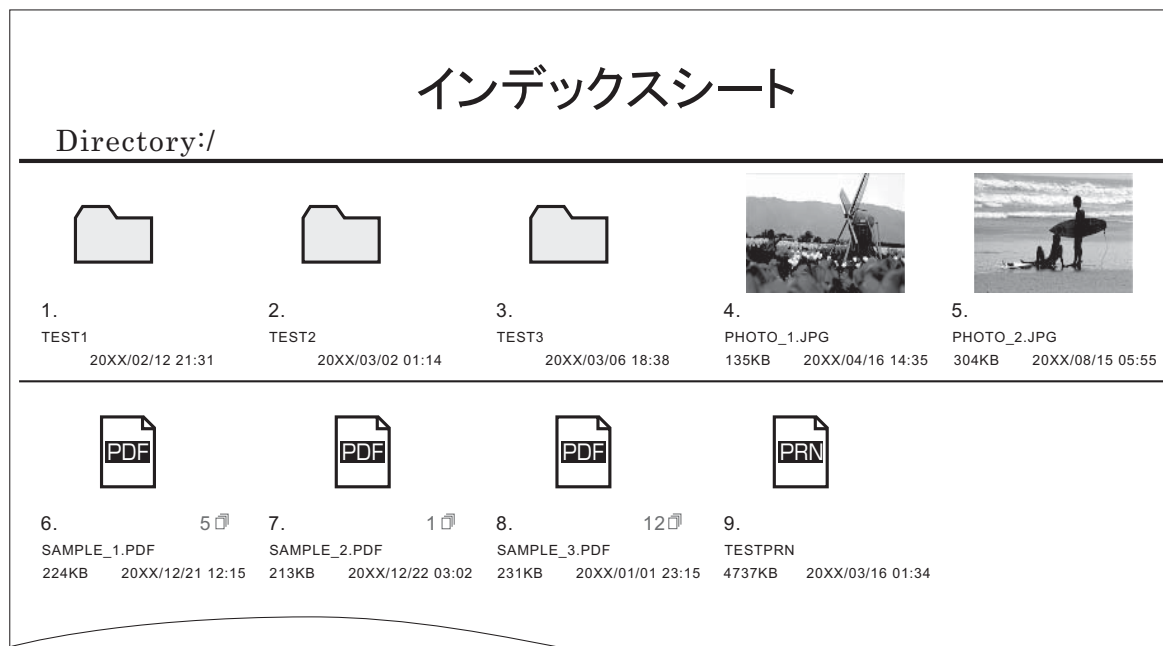 インデックスシート
Directory:/
1.
TEST1
20XX/02/12 21:31
2.
TEST2
20XX/03/02 01:14
3.
TEST3
20XX/03/06 18:38
4.
PHOTO_1.JPG
135KB 20XX/04/16 14:35
5.
PHOTO_2.JPG
304KB 20XX/08/15 05:55
PDF
6. 5
SAMPLE_1.PDF
224KB 20XX/12/21 12:15
PDF
7. 1
SAMPLE_2.PDF
213KB 20XX/12/22 03:02
PDF
8. 12
SAMPLE_3.PDF
231KB 20XX/01/01 23:15
PRN
9.
TESTPRN
4737KB 20XX/03/16 01:34